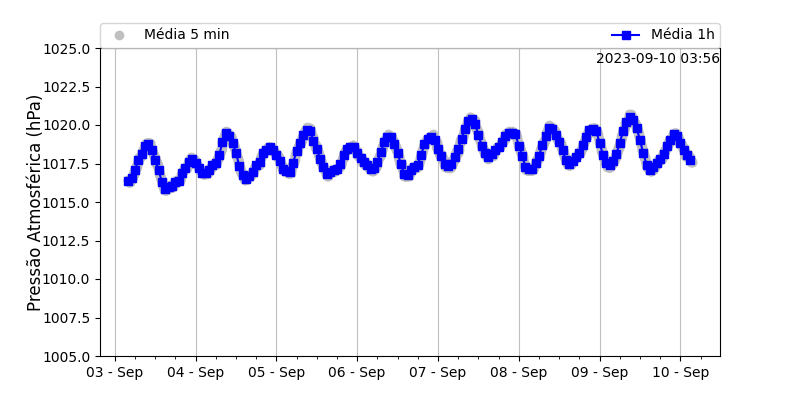 Média 5 min
Média 1h
2023-09-10 03:56
Pressão Atmosférica (hPa)
1025.0
1022.5
1020.0
1017.5
1015.0
1012.5
1010.0
1007.5
1005.0
03 - Sep
04 - Sep
05 - Sep
06 - Sep
07 - Sep
08 - Sep
09 - Sep
10 - Sep